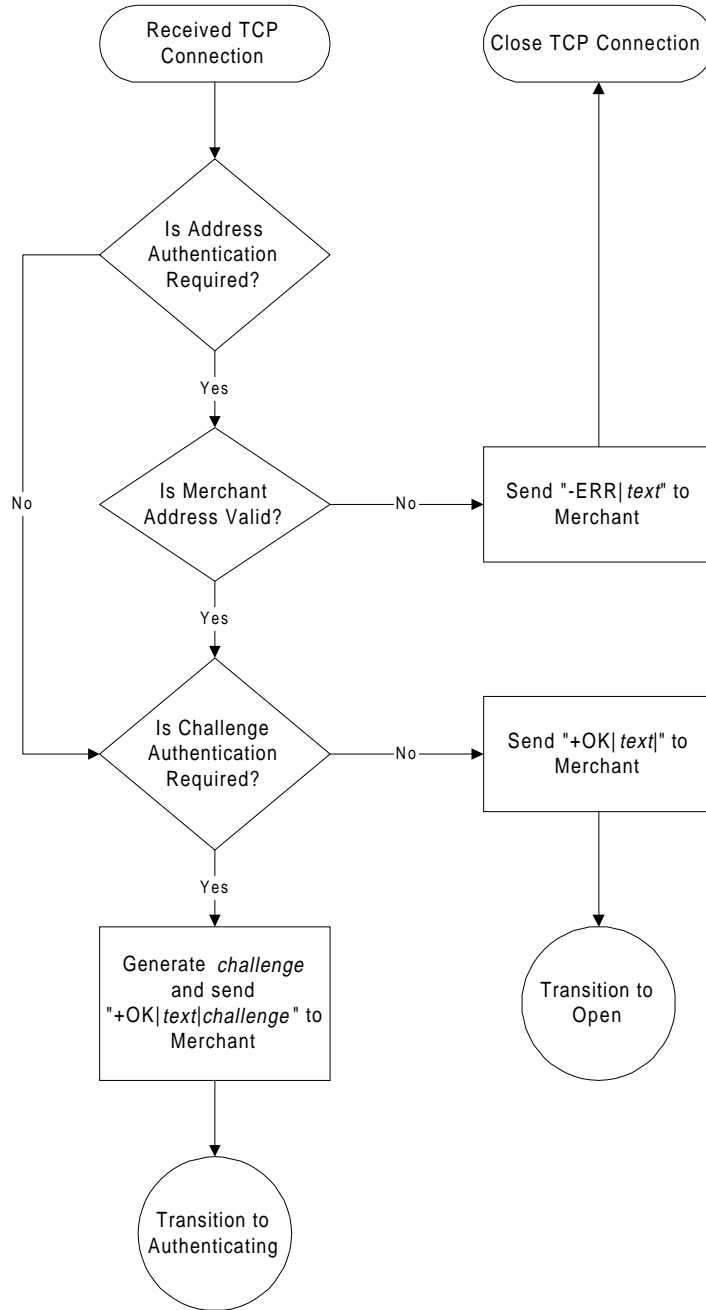 Received TCP
Connection
Close TCP Connection
Is Address
Authentication
Required?
Yes
No
Is Merchant
Address Valid?
No
Send "-ERR|text" to
Merchant
Yes
Is Challenge
Authentication
Required?
No
Send "+OK|text|" to
Merchant
Yes
Generate challenge
and send
"+OK|text|challenge" to
Merchant
Transition to
Open
Transition to
Authenticating